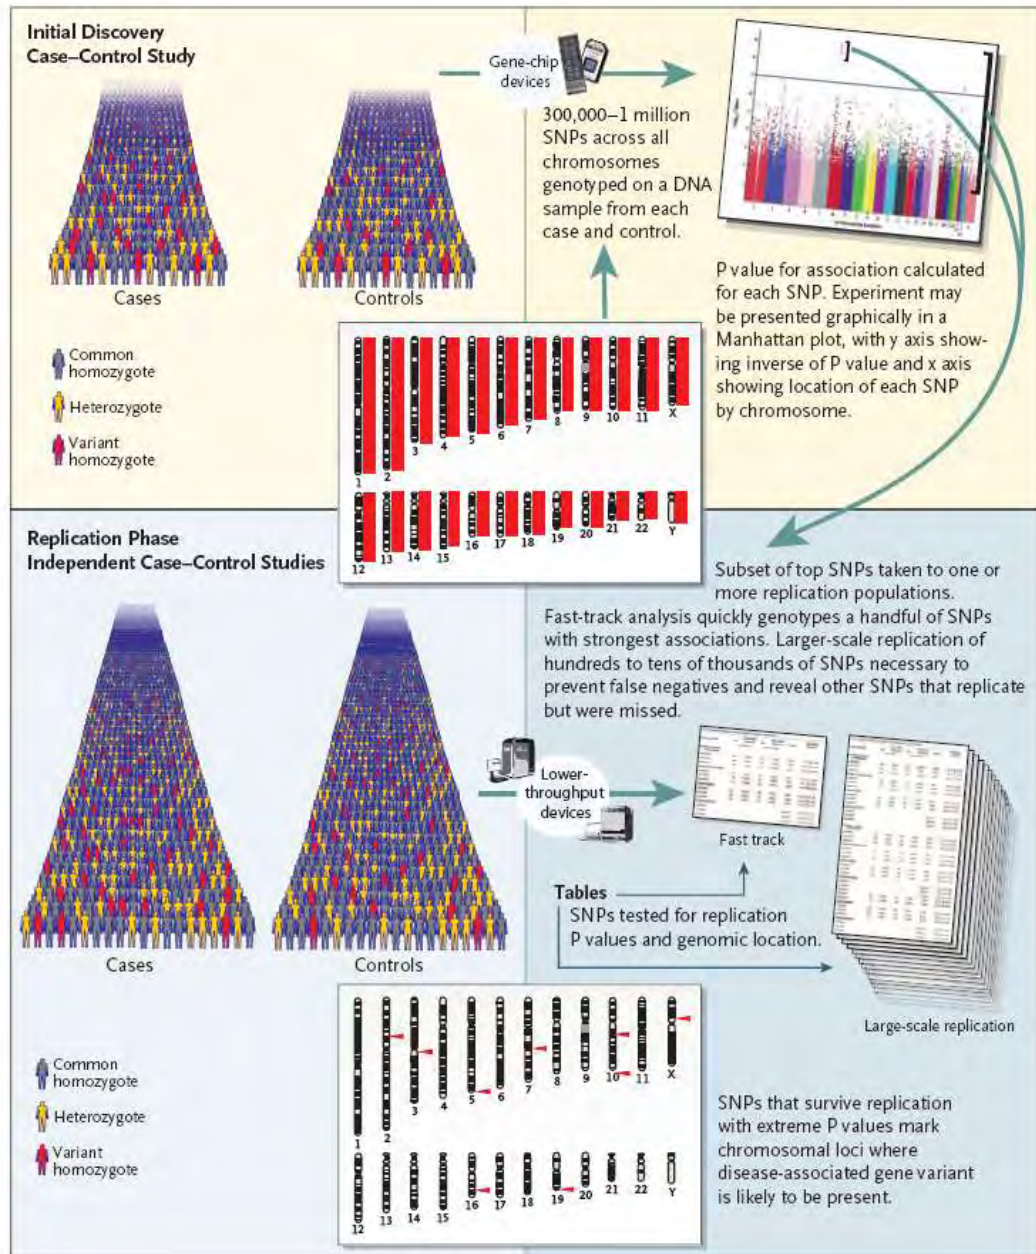 Initial Discovery
Case–Control Study
Cases
Controls
Common
homozygote
Heterozygote
Variant
homozygote
Gene-chip
devices
300,000–1 million
SNPs across all
chromosomes
genotyped on a DNA
sample from each
case and control.
P value for association calculated
for each SNP. Experiment may
be presented graphically in a
Manhattan plot, with y axis show-
ing inverse of P value and x axis
showing location of each SNP
by chromosome.
1 2 3 4 5 6 7 8 9 10 11 X
12 13 14 15 16 17 18 19 20 21 22 Y
Replication Phase
Independent Case–Control Studies
Cases
Controls
Common
homozygote
Heterozygote
Variant
homozygote
Subset of top SNPs taken to one or
more replication populations.
Fast-track analysis quickly genotypes a handful of SNPs
with strongest associations. Larger-scale replication of
hundreds to tens of thousands of SNPs necessary to
prevent false negatives and reveal other SNPs that replicate
but were missed.
Lower-
throughput
devices
Fast track
Tables
SNPs tested for replication
P values and genomic location.
Large-scale replication
1 2 3 4 5 6 7 8 9 10 11 X
12 13 14 15 16 17 18 19 20 21 22 Y
SNPs that survive replication
with extreme P values mark
chromosomal loci where
disease-associated gene variant
is likely to be present.